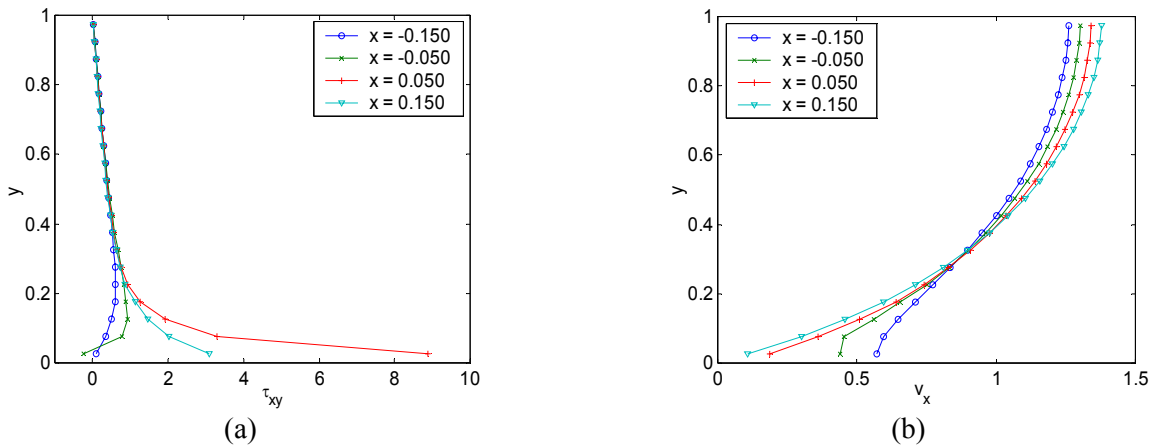 1
0.8
0.6
0.4
0.2
0
y
0 2 4 6 8 10
τxy
x = -0.150
x = -0.050
x = 0.050
x = 0.150
(a)
1
0.8
0.6
0.4
0.2
0
y
0 0.5 1 1.5
vx
x = -0.150
x = -0.050
x = 0.050
x = 0.150
(b)